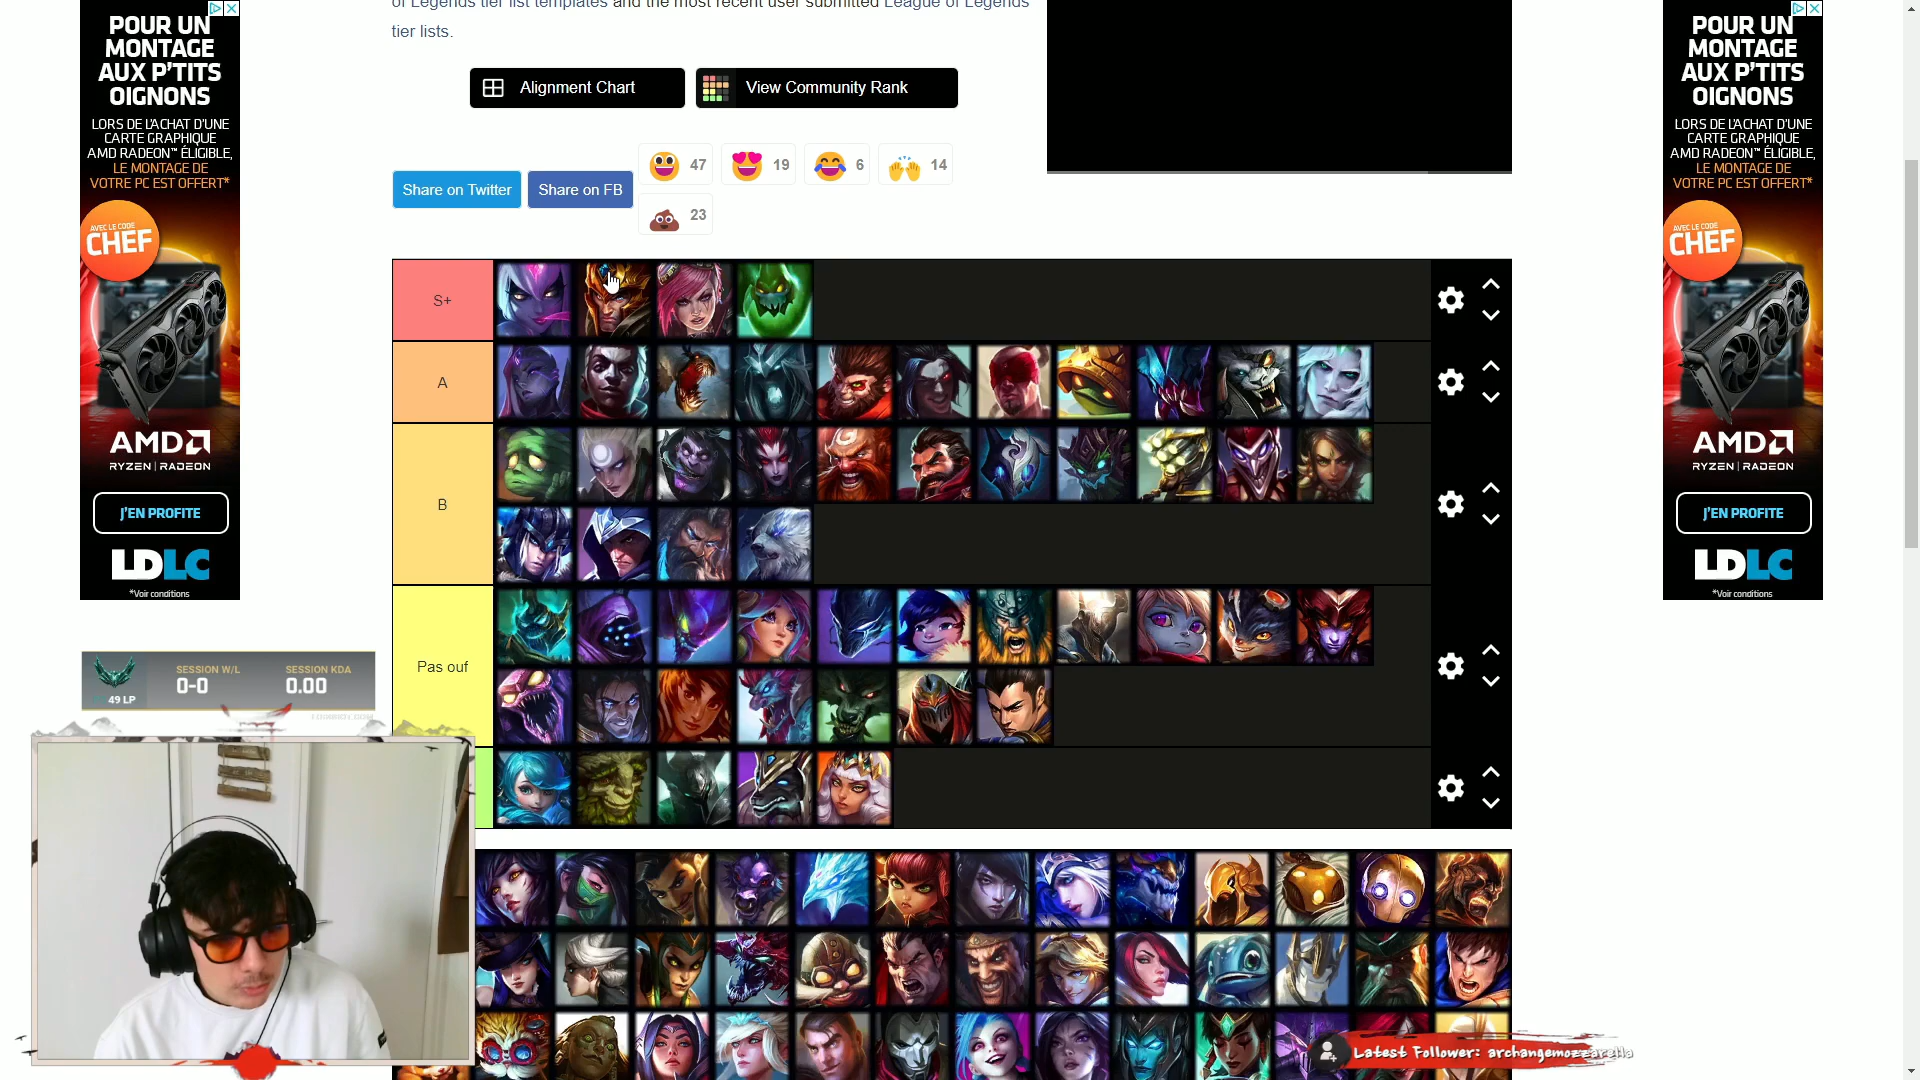 of Legends tier list templates and the most recent user submitted League of Legends
tier lists.
Alignment Chart
View Community Rank
Share on Twitter
Share on FB
47
19
6
14
23
POUR UN
MONTAGE
AUX P'TITS
OIGNONS
LORS DE L'ACHAT D'UNE
CARTE GRAPHIQUE
AMD RADEON™ ÉLIGIBLE,
LE MONTAGE DE
VOTRE PC EST OFFERT*
AVEC LE CODE
CHEF
AMD
RYZEN | RADEON
J'EN PROFITE
LDLC
*Voir conditions
S+
A
B
Pas ouf
POUR UN
MONTAGE
AUX P'TITS
OIGNONS
LORS DE L'ACHAT D'UNE
CARTE GRAPHIQUE
AMD RADEON™ ÉLIGIBLE,
LE MONTAGE DE
VOTRE PC EST OFFERT*
AVEC LE CODE
CHEF
AMD
RYZEN | RADEON
J'EN PROFITE
LDLC
*Voir conditions
SESSION W/L
0-0
SESSION KDA
0.00
49 LP
Latest Follower: archangemozzarella